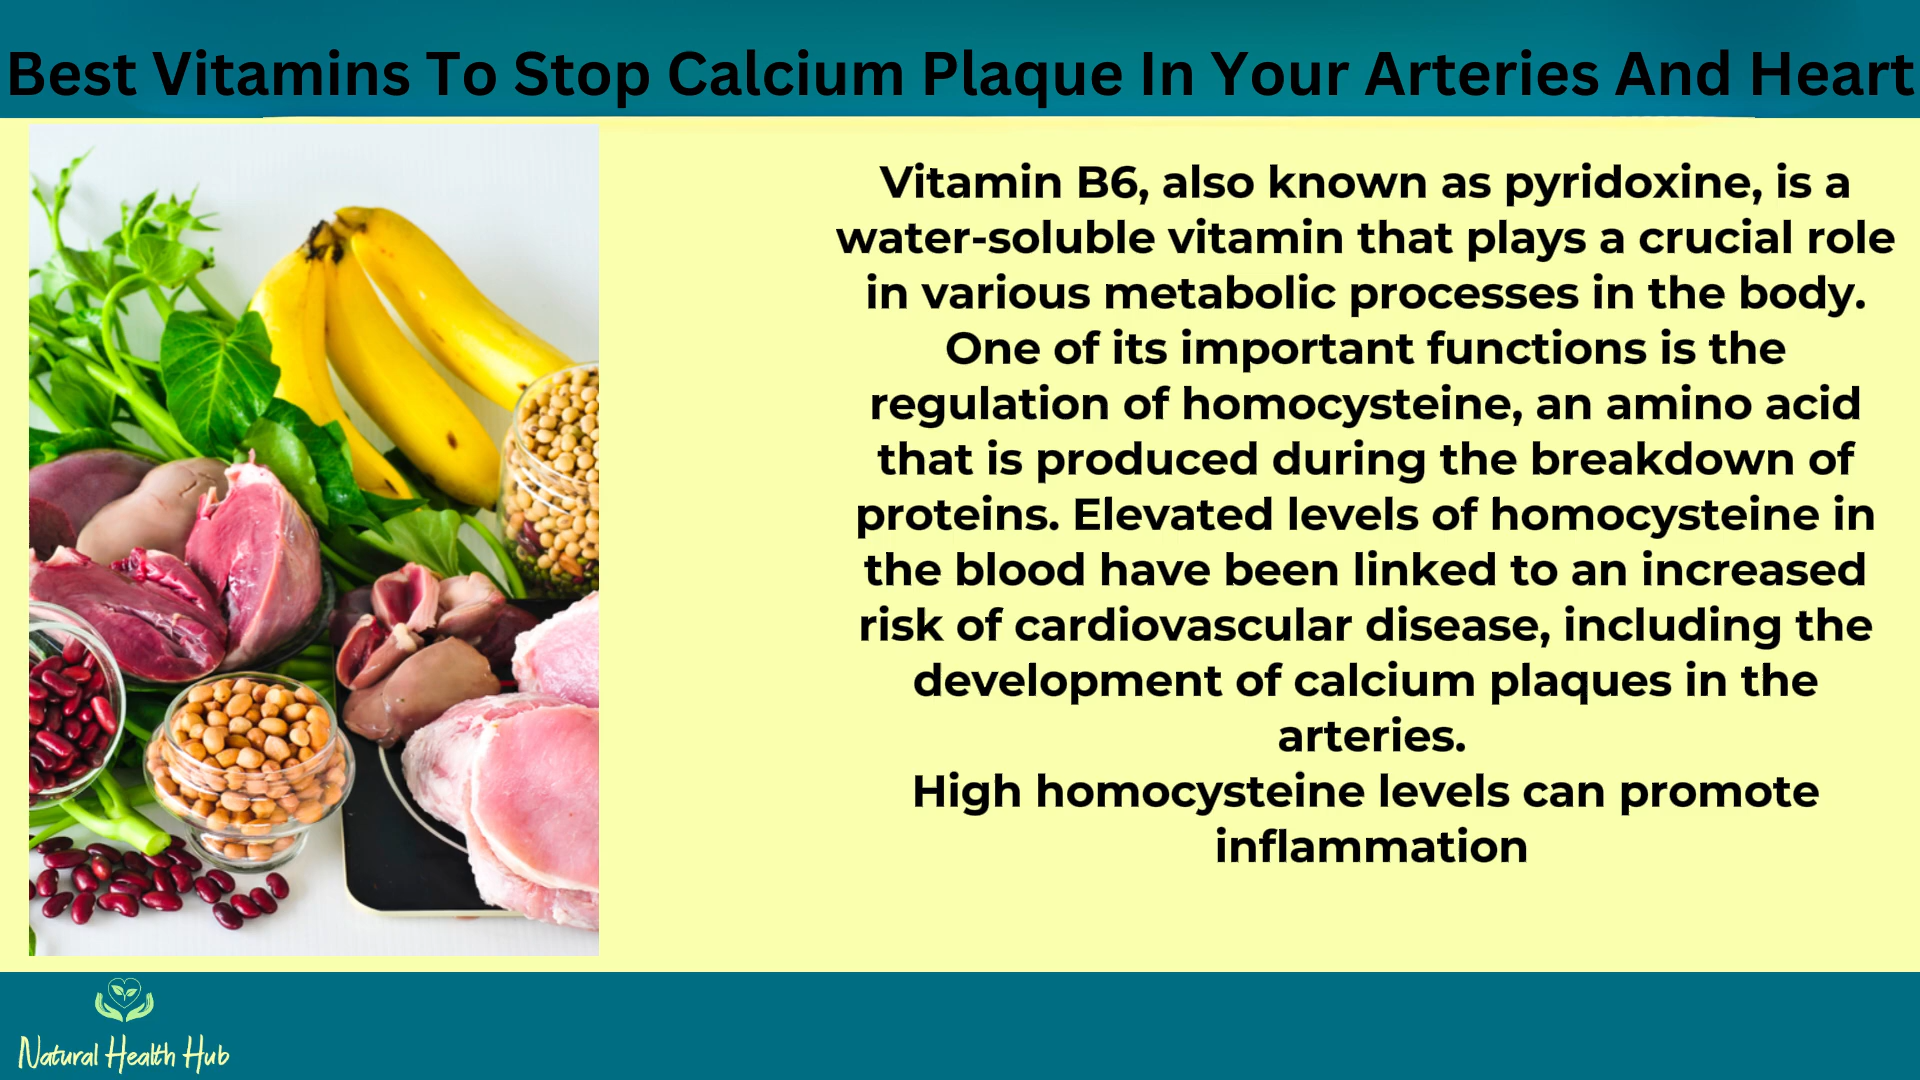 Best Vitamins To Stop Calcium Plaque In Your Arteries And Heart
Vitamin B6, also known as pyridoxine, is a
water-soluble vitamin that plays a crucial role
in various metabolic processes in the body.
One of its important functions is the
regulation of homocysteine, an amino acid
that is produced during the breakdown of
proteins. Elevated levels of homocysteine in
the blood have been linked to an increased
risk of cardiovascular disease, including the
development of calcium plaques in the
arteries.
High homocysteine levels can promote
inflammation
Natural Health Hub